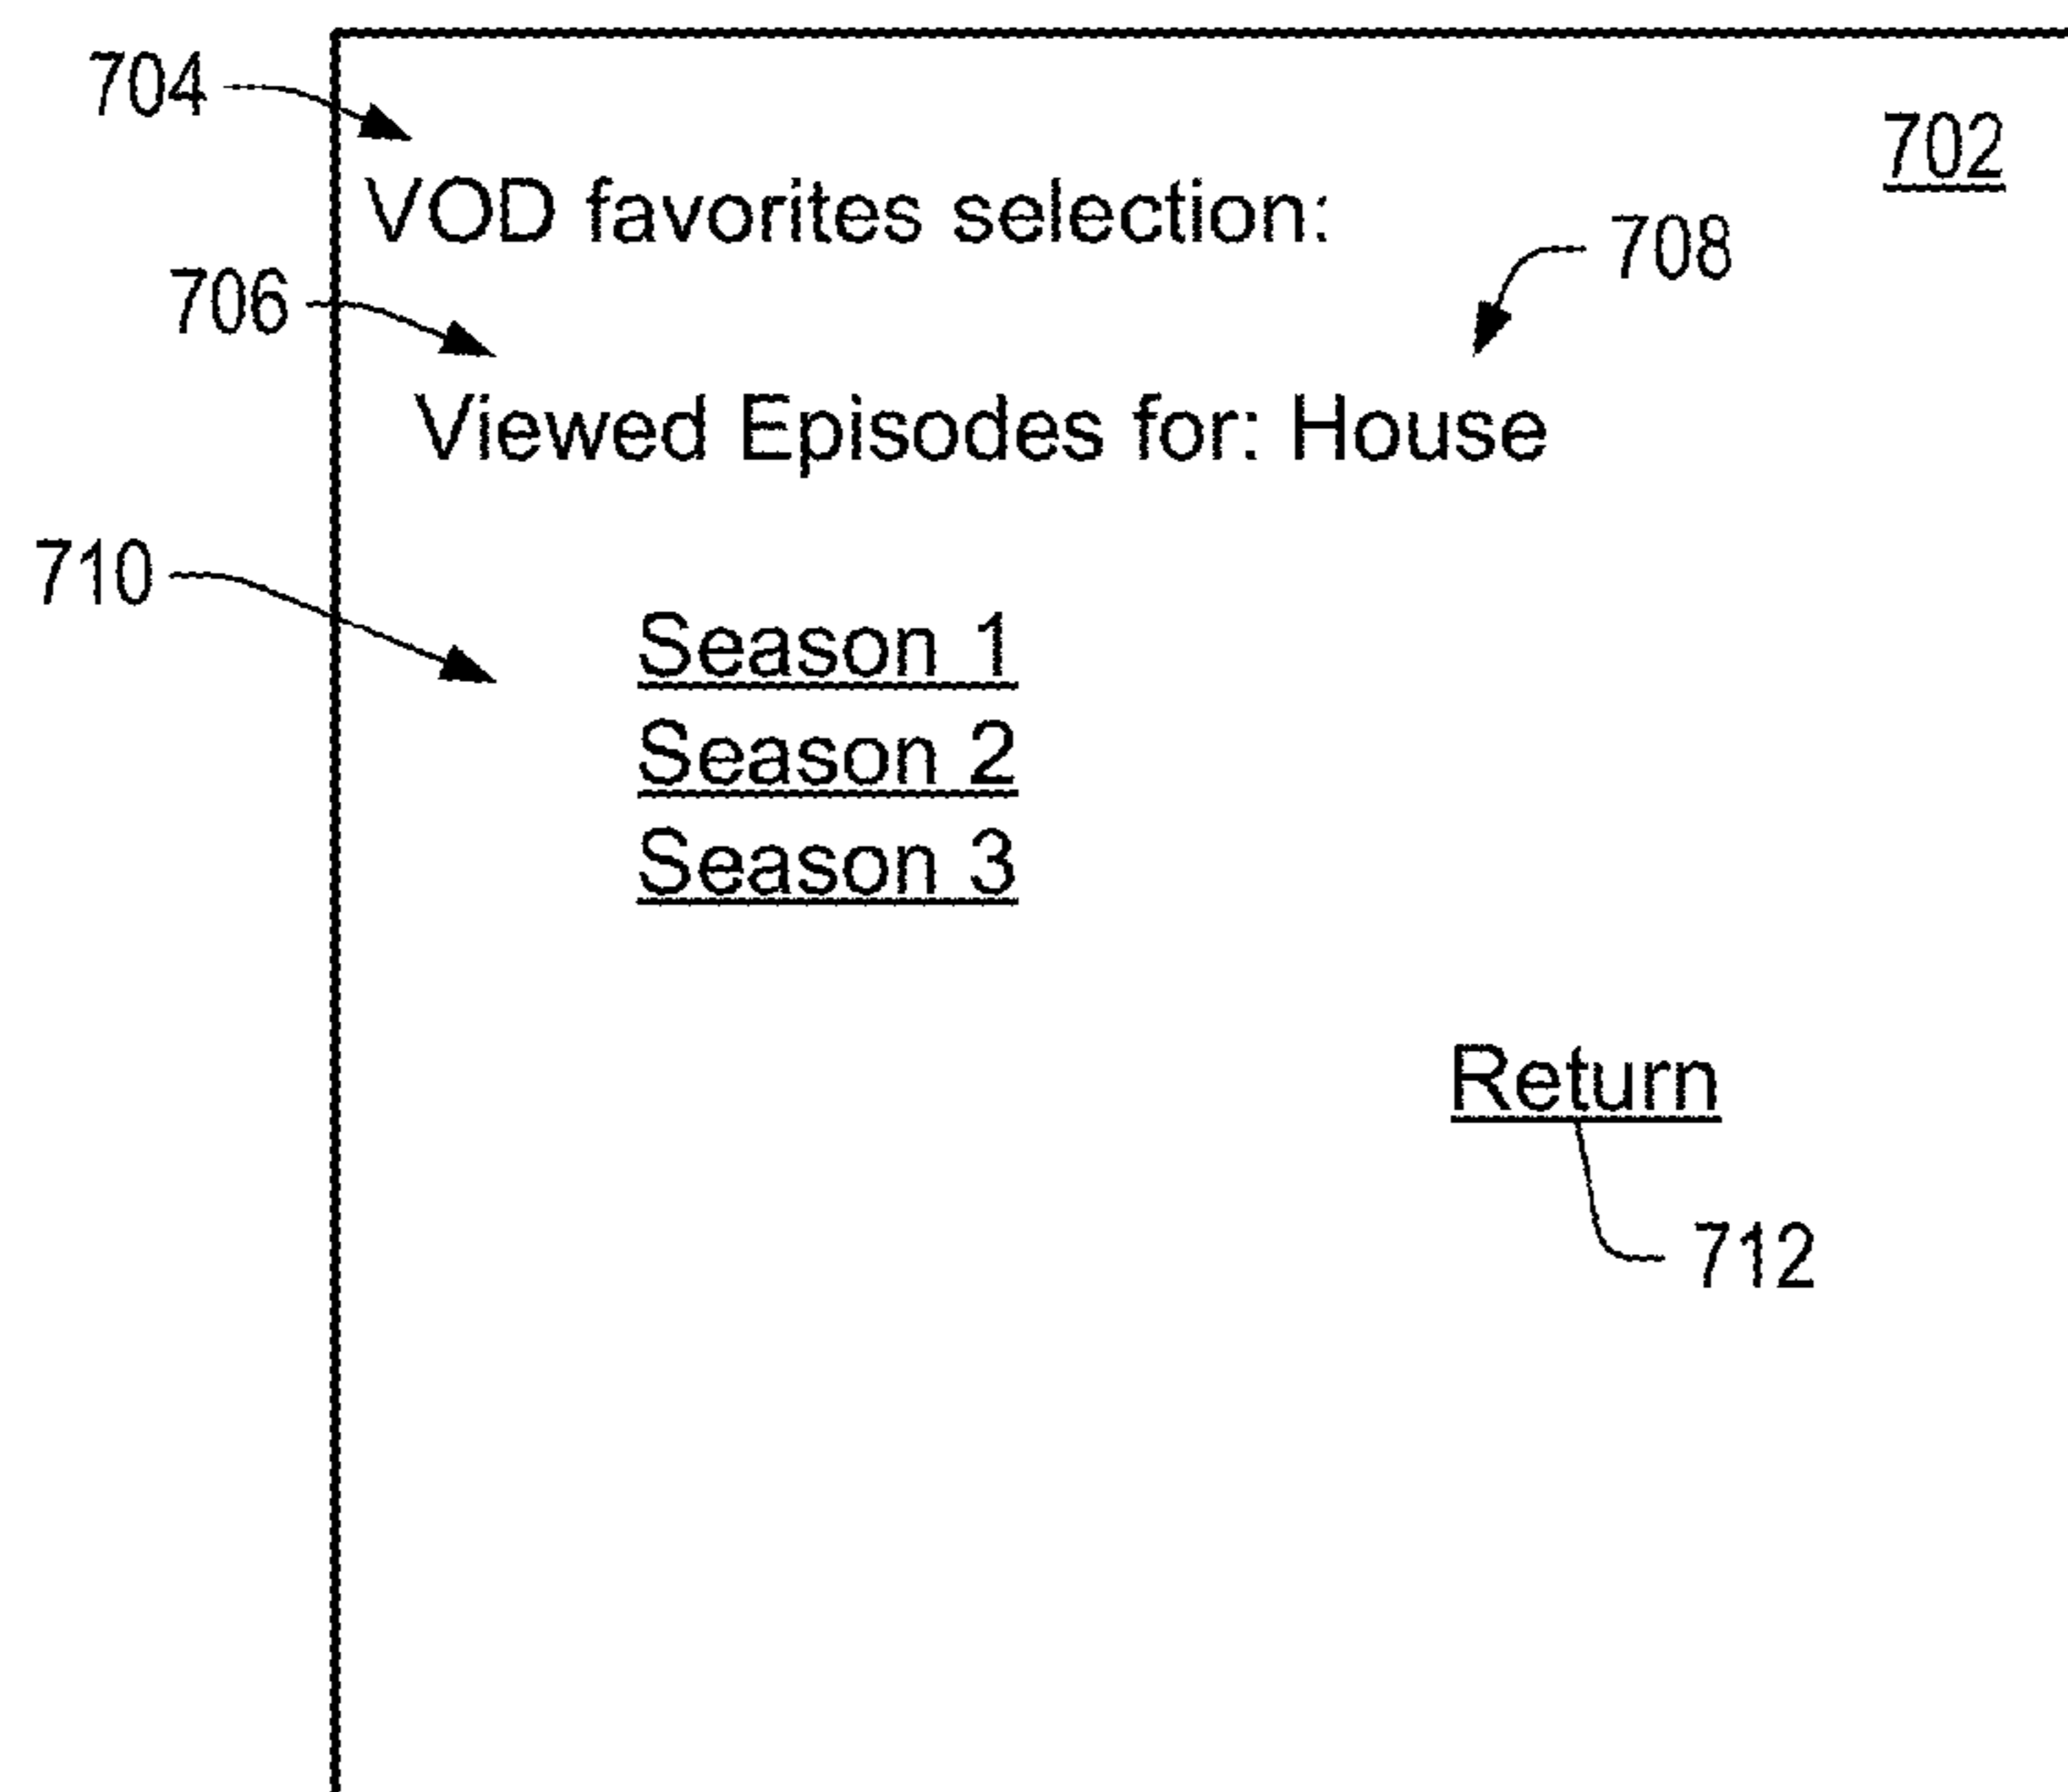 704
702
VOD favorites selection:
708
706
Viewed Episodes for: House
710
Season 1
Season 2
Season 3
Return
712